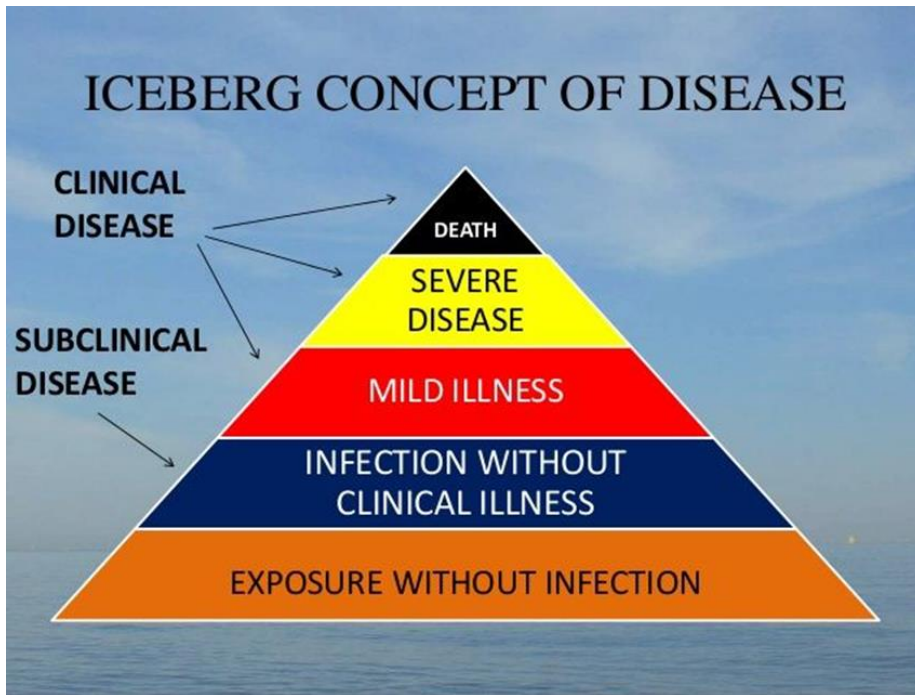 ICEBERG CONCEPT OF DISEASE
CLINICAL
DISEASE
DEATH
SEVERE
DISEASE
SUBCLINICAL
DISEASE
MILD ILLNESS
INFECTION WITHOUT
CLINICAL ILLNESS
EXPOSURE WITHOUT INFECTION